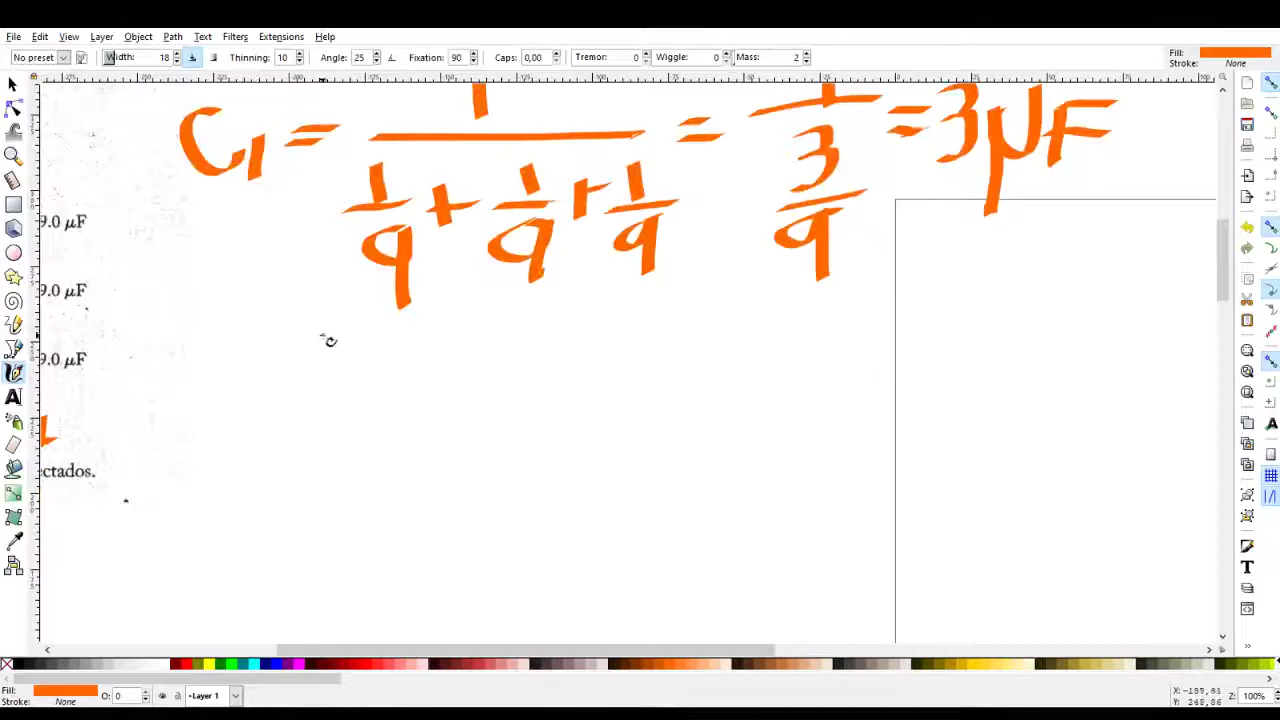 File Edit View Layer Object Path Text Filters Extensions Help
No preset Width: 18 Thinning: 10 Angle: 25 Fixation: 90 Caps: 0,00 Tremor: 0 Wiggle: 0 Mass: 2 Fill: Stroke: None
C1 = 1 / (1/9 + 1/9 + 1/9) = 1 / (3/9) = 3 μF
9.0 μF
9.0 μF
9.0 μF
ctados.
Fill: Stroke: None O: 0 Layer 1 X: Y: Z: 100%